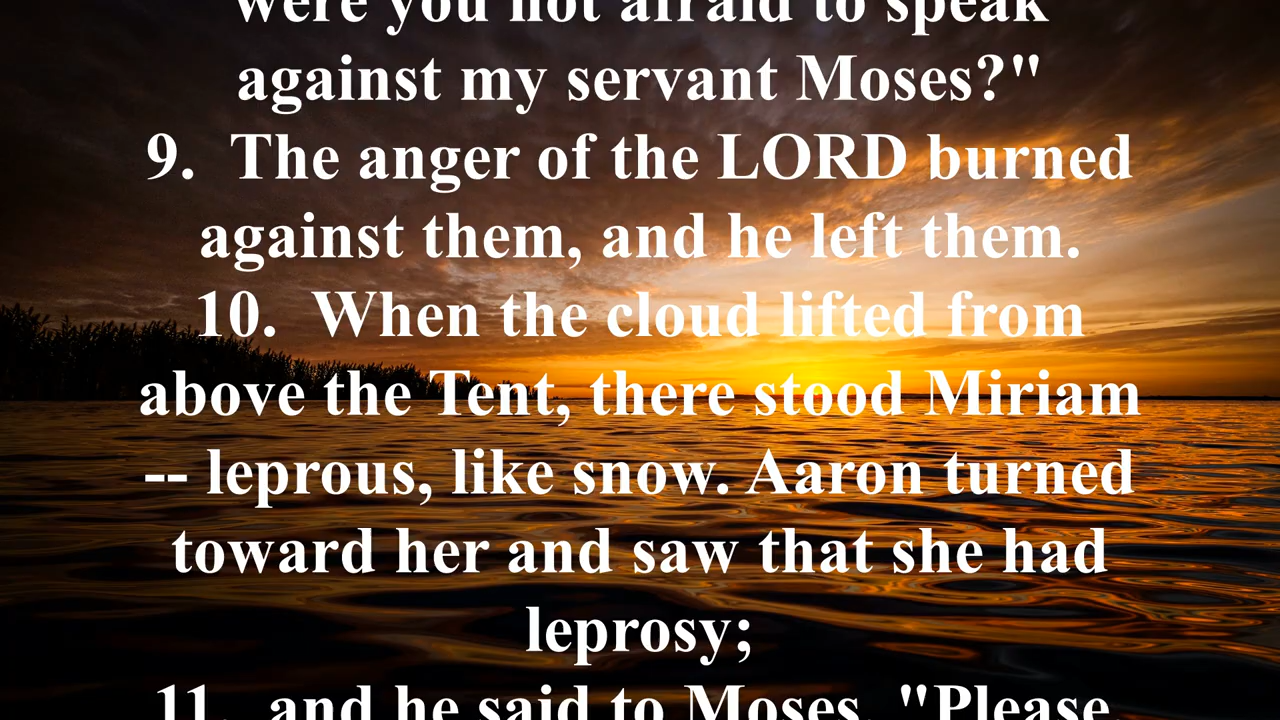 were you not afraid to speak
against my servant Moses?"
9.  The anger of the LORD burned
against them, and he left them.
10.  When the cloud lifted from
above the Tent, there stood Miriam
-- leprous, like snow. Aaron turned
toward her and saw that she had
leprosy;
11.  and he said to Moses, "Please